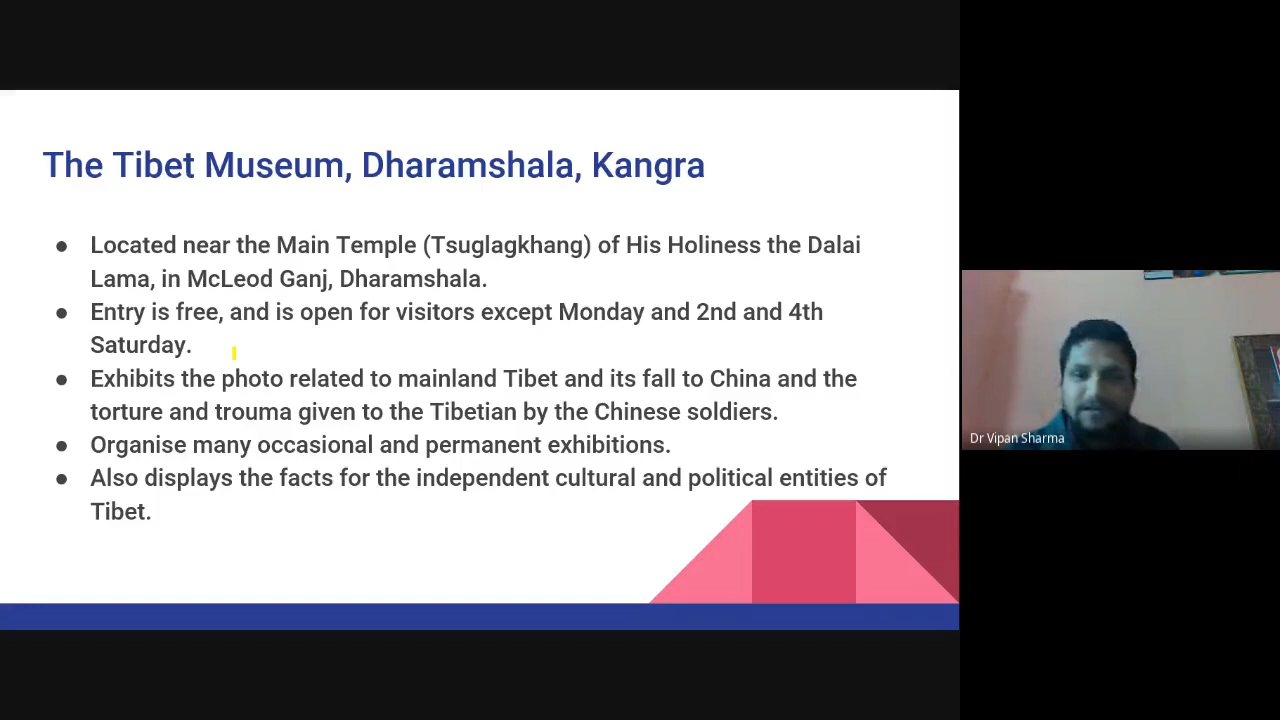 The Tibet Museum, Dharamshala, Kangra
● Located near the Main Temple (Tsuglagkhang) of His Holiness the Dalai
Lama, in McLeod Ganj, Dharamshala.
● Entry is free, and is open for visitors except Monday and 2nd and 4th
Saturday.
● Exhibits the photo related to mainland Tibet and its fall to China and the
torture and trouma given to the Tibetian by the Chinese soldiers.
● Organise many occasional and permanent exhibitions.
● Also displays the facts for the independent cultural and political entities of
Tibet.
Dr Vipan Sharma